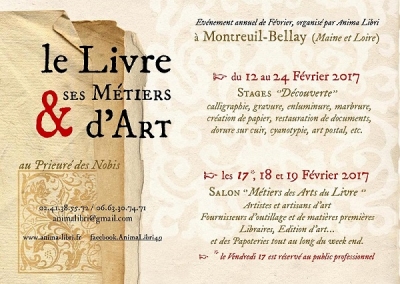 le Livre
& ses Métiers
d'Art
au Prieuré des Nobis
02.41.38.55.72 / 06.63.30.74.71
animalibri@gmail.com
www.anima-libri.fr facebook.AnimaLibri49
Evénement annuel de Février, organisé par Anima Libri
à Montreuil-Bellay (Maine et Loire)
☞ du 12 au 24 Février 2017
Stages "Découverte"
calligraphie, gravure, enluminure, marbrure,
création de papier, restauration de documents,
dorure sur cuir, cyanotypie, art postal, etc.
☞ les 17*, 18 et 19 Février 2017
Salon "Métiers des Arts du Livre"
Artistes et artisans d'art
Fournisseurs d'outillage et de matières premières
Libraires, Edition d'art...
et des Papoteries tout au long du week end.
☞ * le Vendredi 17 est réservé au public professionnel